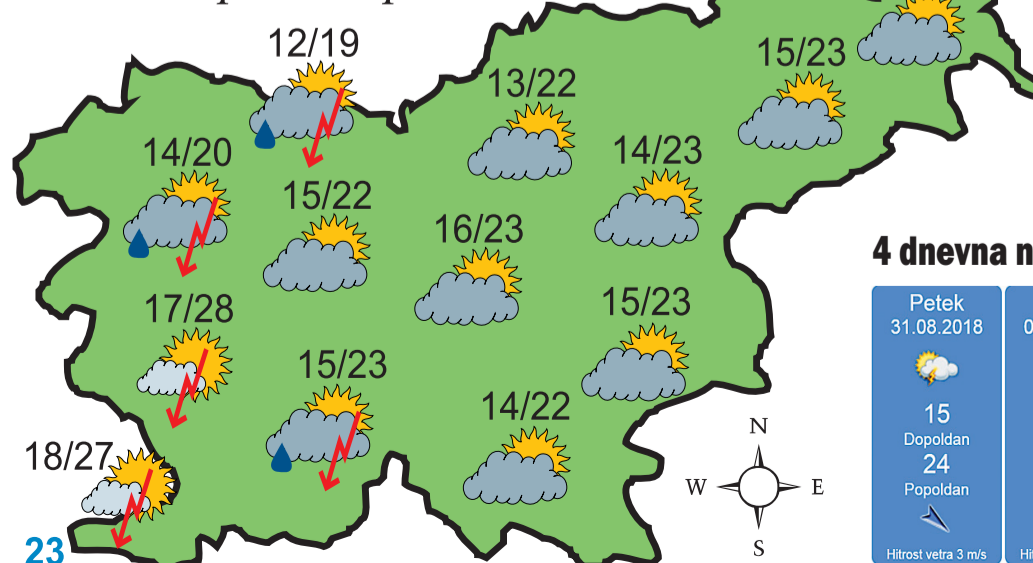 12/19
15/23
13/22
14/20
14/23
15/22
16/23
17/28
15/23
15/23
14/22
18/27
23
N
W
E
S
4 dnevna
Petek
31.08.2018
15
Dopoldan
24
Popoldan
Hitrost vetra 3 m/s